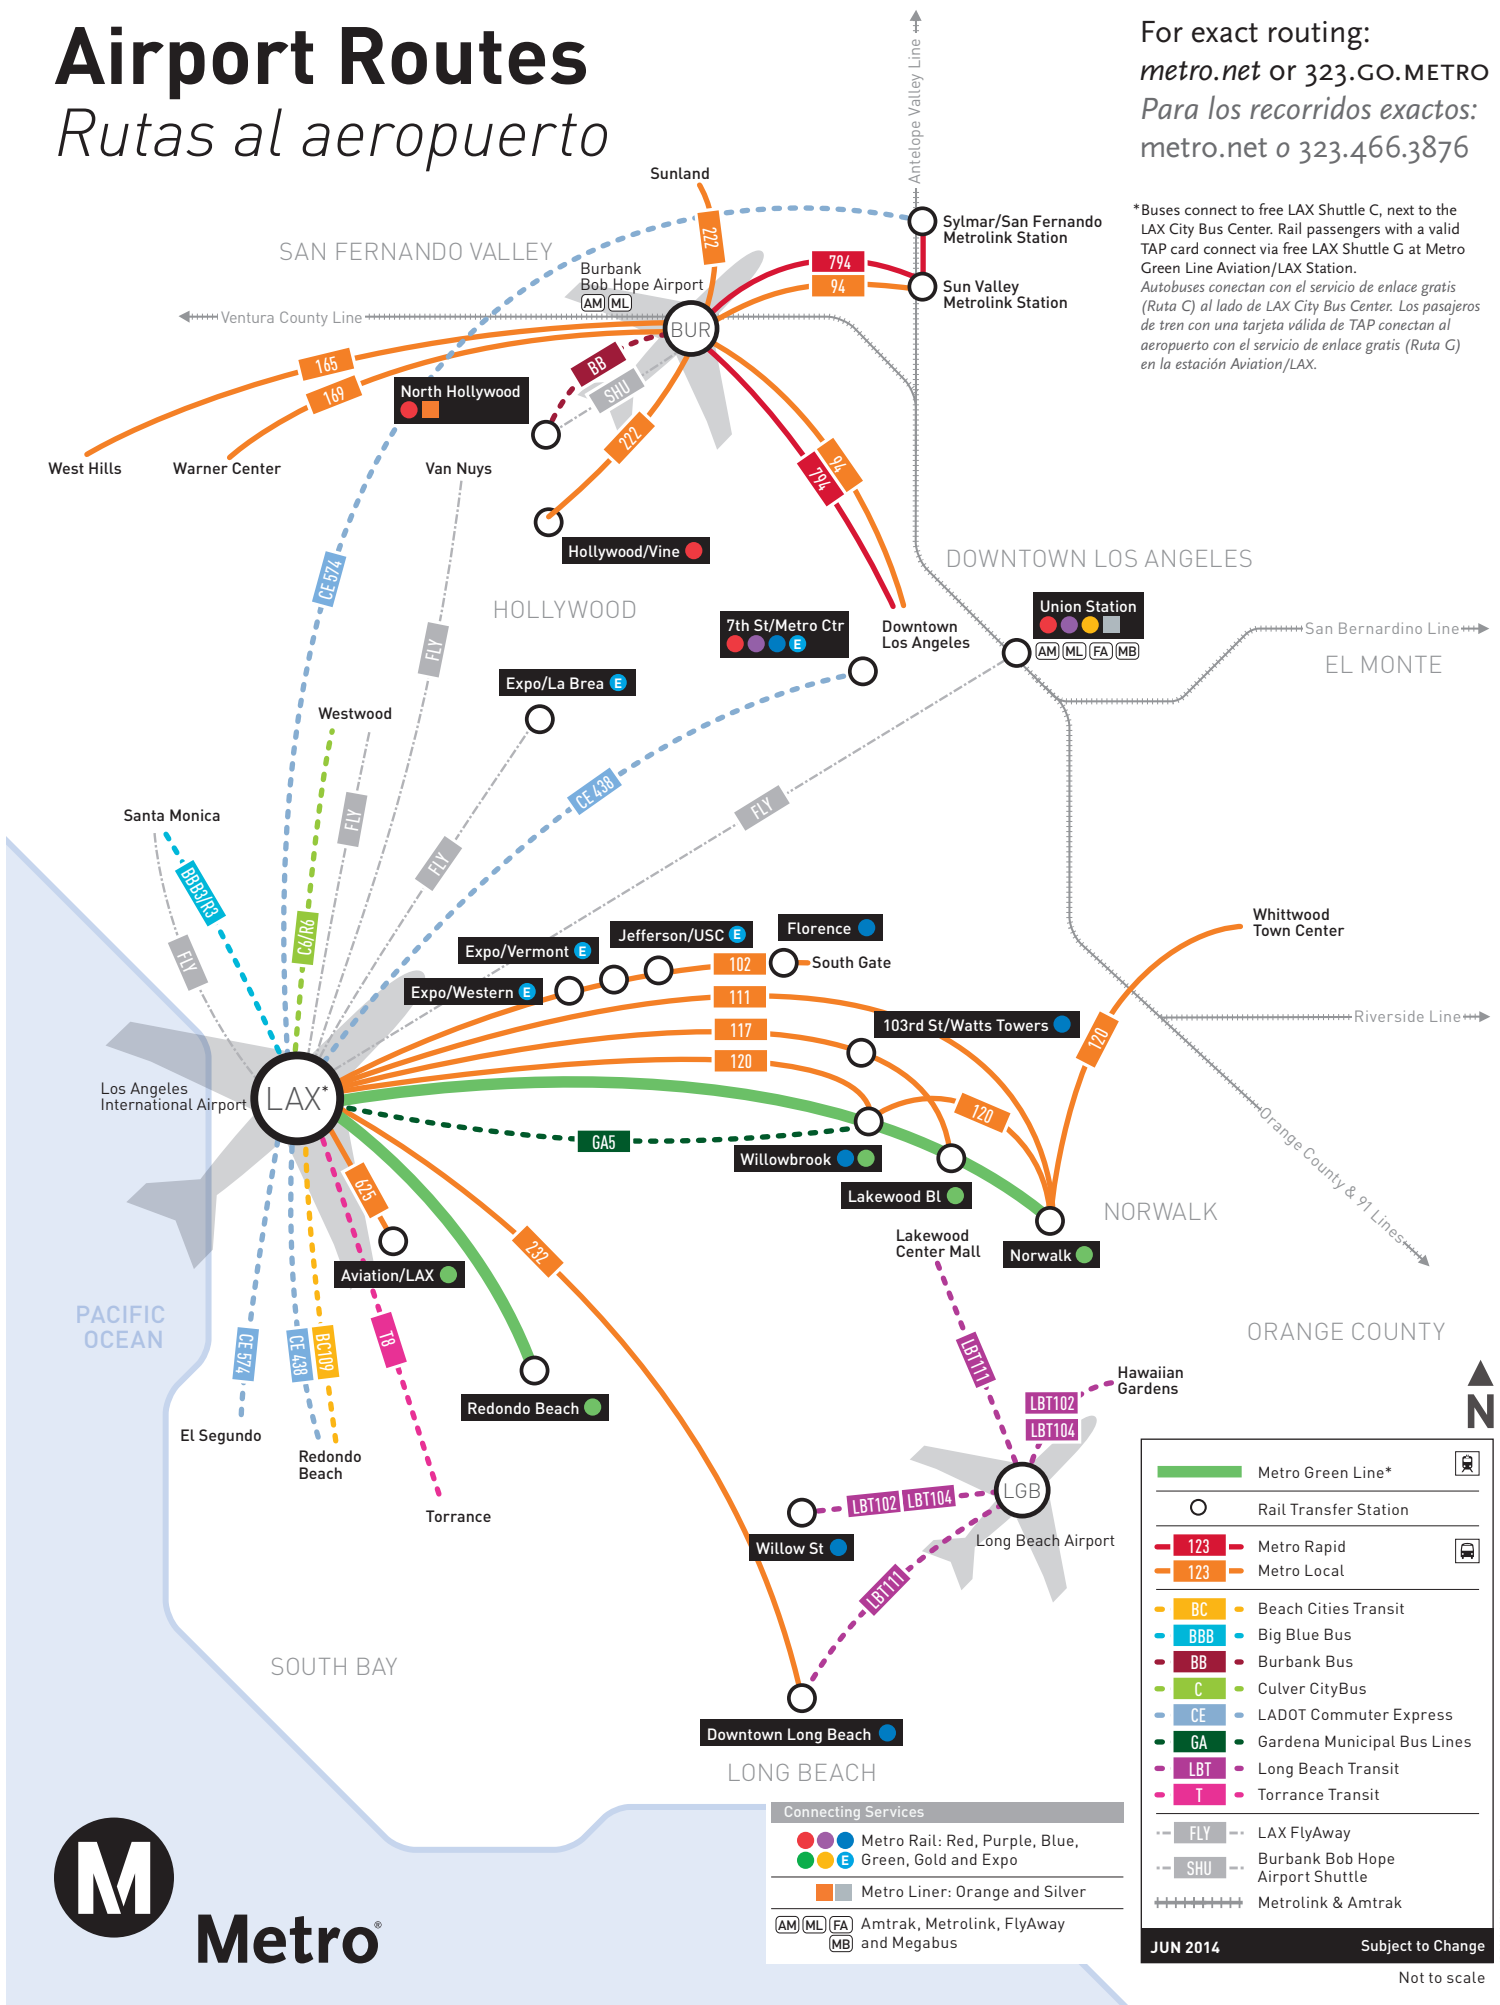 Airport Routes
Rutas al aeropuerto
For exact routing:
metro.net or 323.GO.METRO
Para los recorridos exactos:
metro.net o 323.466.3876
*Buses connect to free LAX Shuttle C, next to the
LAX City Bus Center. Rail passengers with a valid
TAP card connect via free LAX Shuttle G at Metro
Green Line Aviation/LAX Station.
Autobuses conectan con el servicio de enlace gratis
(Ruta C) al lado de LAX City Bus Center. Los pasajeros
de tren con una tarjeta válida de TAP conectan al
aeropuerto con el servicio de enlace gratis (Ruta G)
en la estación Aviation/LAX.
Antelope Valley Line
Sunland
222
Sylmar/San Fernando
Metrolink Station
SAN FERNANDO VALLEY
Burbank
Bob Hope Airport
AM ML
794
94
Sun Valley
Metrolink Station
Ventura County Line
BUR
165
169
BB
SHU
North Hollywood
222
94
794
West Hills
Warner Center
Van Nuys
Hollywood/Vine
CE 574
FLY
HOLLYWOOD
DOWNTOWN LOS ANGELES
Union Station
AM ML FA MB
7th St/Metro Ctr
E
Downtown
Los Angeles
San Bernardino Line
EL MONTE
Expo/La Brea E
Westwood
CE 438
FLY
FLY
FLY
Santa Monica
BBB3/R3
FLY
C6/R6
Whittwood
Town Center
Florence
Jefferson/USC E
Expo/Vermont E
Expo/Western E
102
South Gate
111
117
120
103rd St/Watts Towers
120
Riverside Line
Los Angeles
International Airport
LAX*
GA5
120
Willowbrook
Lakewood Bl
Norwalk
NORWALK
Orange County & 91 Lines
Lakewood
Center Mall
625
232
Aviation/LAX
PACIFIC
OCEAN
CE 574
CE 438
BC109
T8
Redondo Beach
El Segundo
Redondo
Beach
Torrance
ORANGE COUNTY
LBT111
Hawaiian
Gardens
LBT102
LBT104
LGB
Long Beach Airport
LBT102
LBT104
Willow St
LBT111
SOUTH BAY
Downtown Long Beach
LONG BEACH
N
Metro Green Line*
Rail Transfer Station
123 Metro Rapid
123 Metro Local
BC Beach Cities Transit
BBB Big Blue Bus
BB Burbank Bus
C Culver CityBus
CE LADOT Commuter Express
GA Gardena Municipal Bus Lines
LBT Long Beach Transit
T Torrance Transit
FLY LAX FlyAway
SHU Burbank Bob Hope
Airport Shuttle
Metrolink & Amtrak
JUN 2014 Subject to Change
Not to scale
Connecting Services
Metro Rail: Red, Purple, Blue,
E Green, Gold and Expo
Metro Liner: Orange and Silver
AM ML FA Amtrak, Metrolink, FlyAway
MB and Megabus
M
Metro®